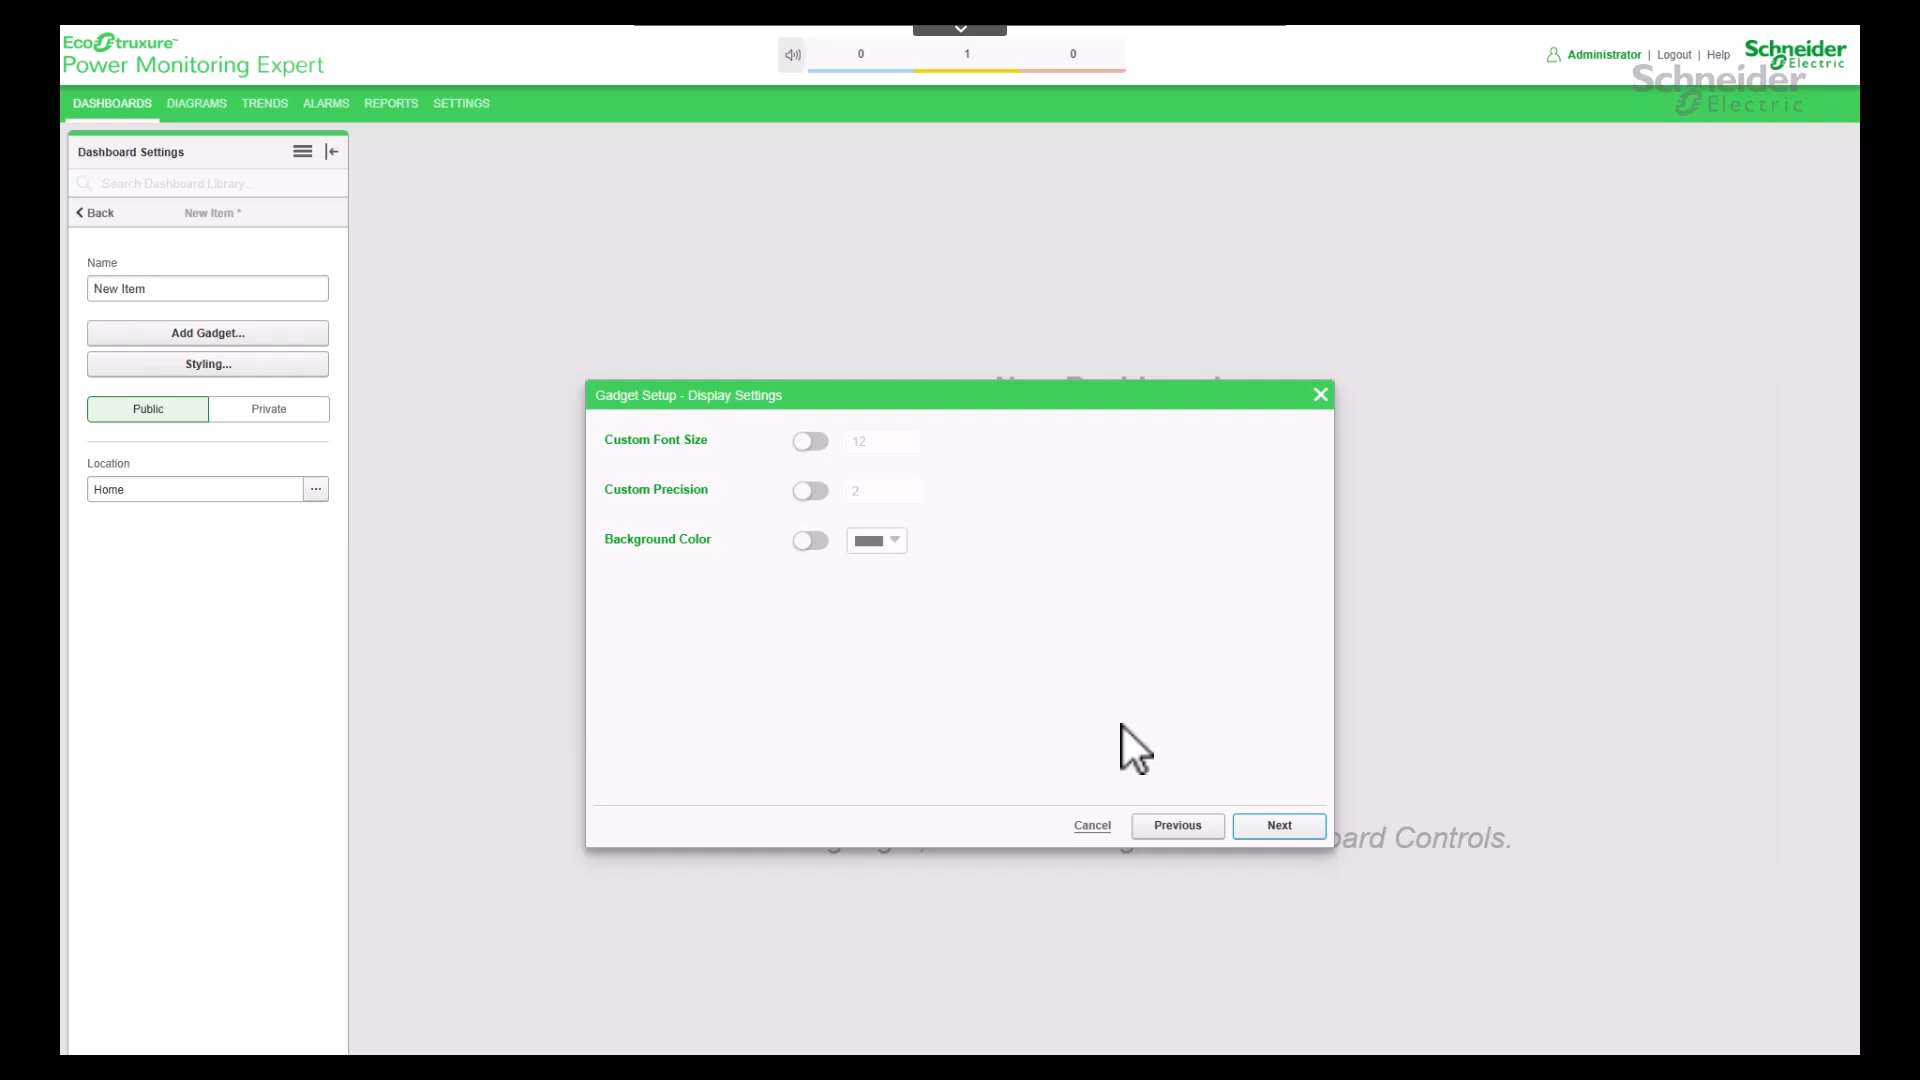 EcoStruxure™
Power Monitoring Expert
0
1
0
Administrator | Logout | Help
Schneider
Electric
Schneider
Electric
DASHBOARDS
DIAGRAMS
TRENDS
ALARMS
REPORTS
SETTINGS
Dashboard Settings
Search Dashboard Library...
Back
New Item *
Name
New Item
Add Gadget...
Styling...
Public
Private
Location
Home
...
Gadget Setup - Display Settings
Custom Font Size
12
Custom Precision
2
Background Color
Cancel
Previous
Next
Controls.